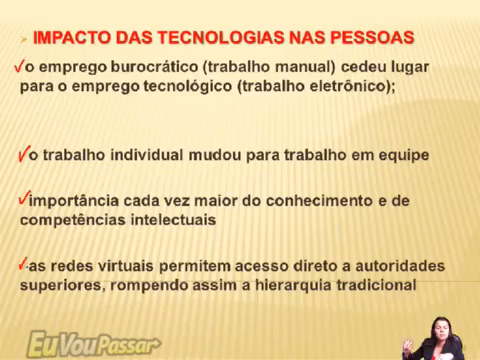 IMPACTO DAS TECNOLOGIAS NAS PESSOAS
o emprego burocrático (trabalho manual) cedeu lugar
para o emprego tecnológico (trabalho eletrônico);
o trabalho individual mudou para trabalho em equipe
importância cada vez maior do conhecimento e de
competências intelectuais
as redes virtuais permitem acesso direto a autoridades
superiores, rompendo assim a hierarquia tradicional
EuVouPassar